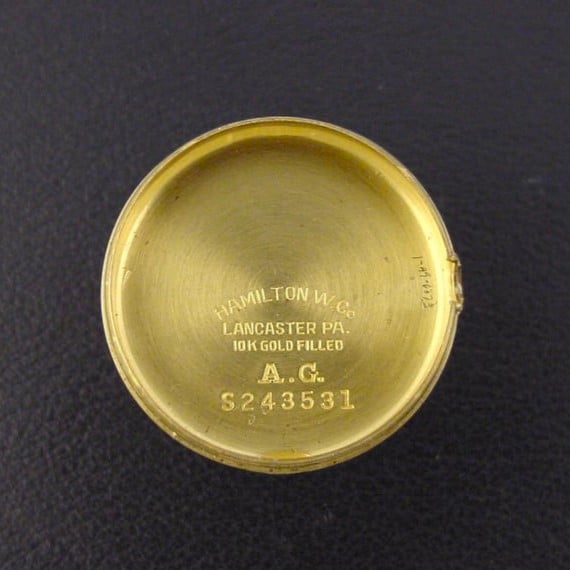 HAMILTON W. Co
LANCASTER PA.
10K GOLD FILLED
A.G.
S243531